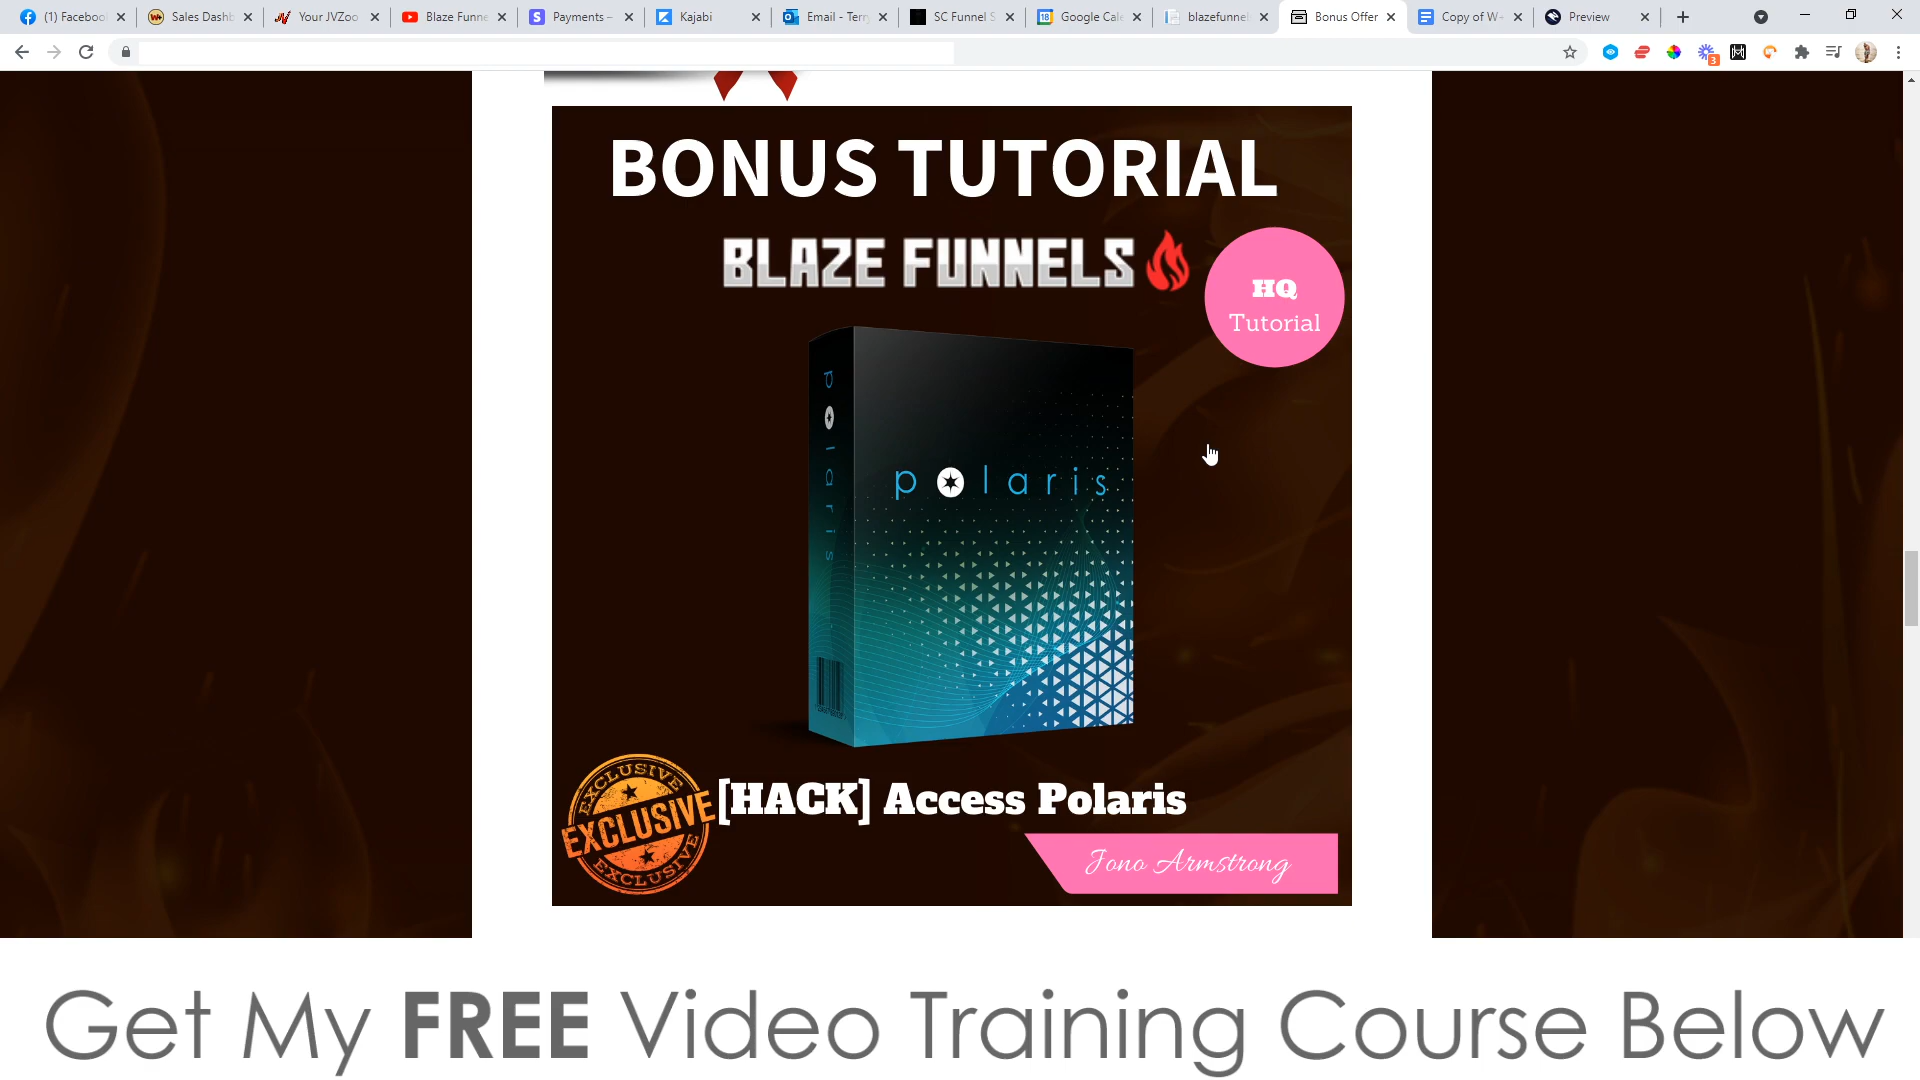 (1) Faceboo
Sales Dashb
Your JVZoo
Blaze Funne
Payments –
Kajabi
Email - Terr
SC Funnel S
Google Cale
blazefunnel
Bonus Offer
Copy of W+
Preview
3
BONUS TUTORIAL
BLAZE FUNNELS
HQ
Tutorial
polaris
polaris
EXCLUSIVE
EXCLUSIVE
EXCLUSIVE
[HACK] Access Polaris
Jono Armstrong
Get My FREE Video Training Course Below